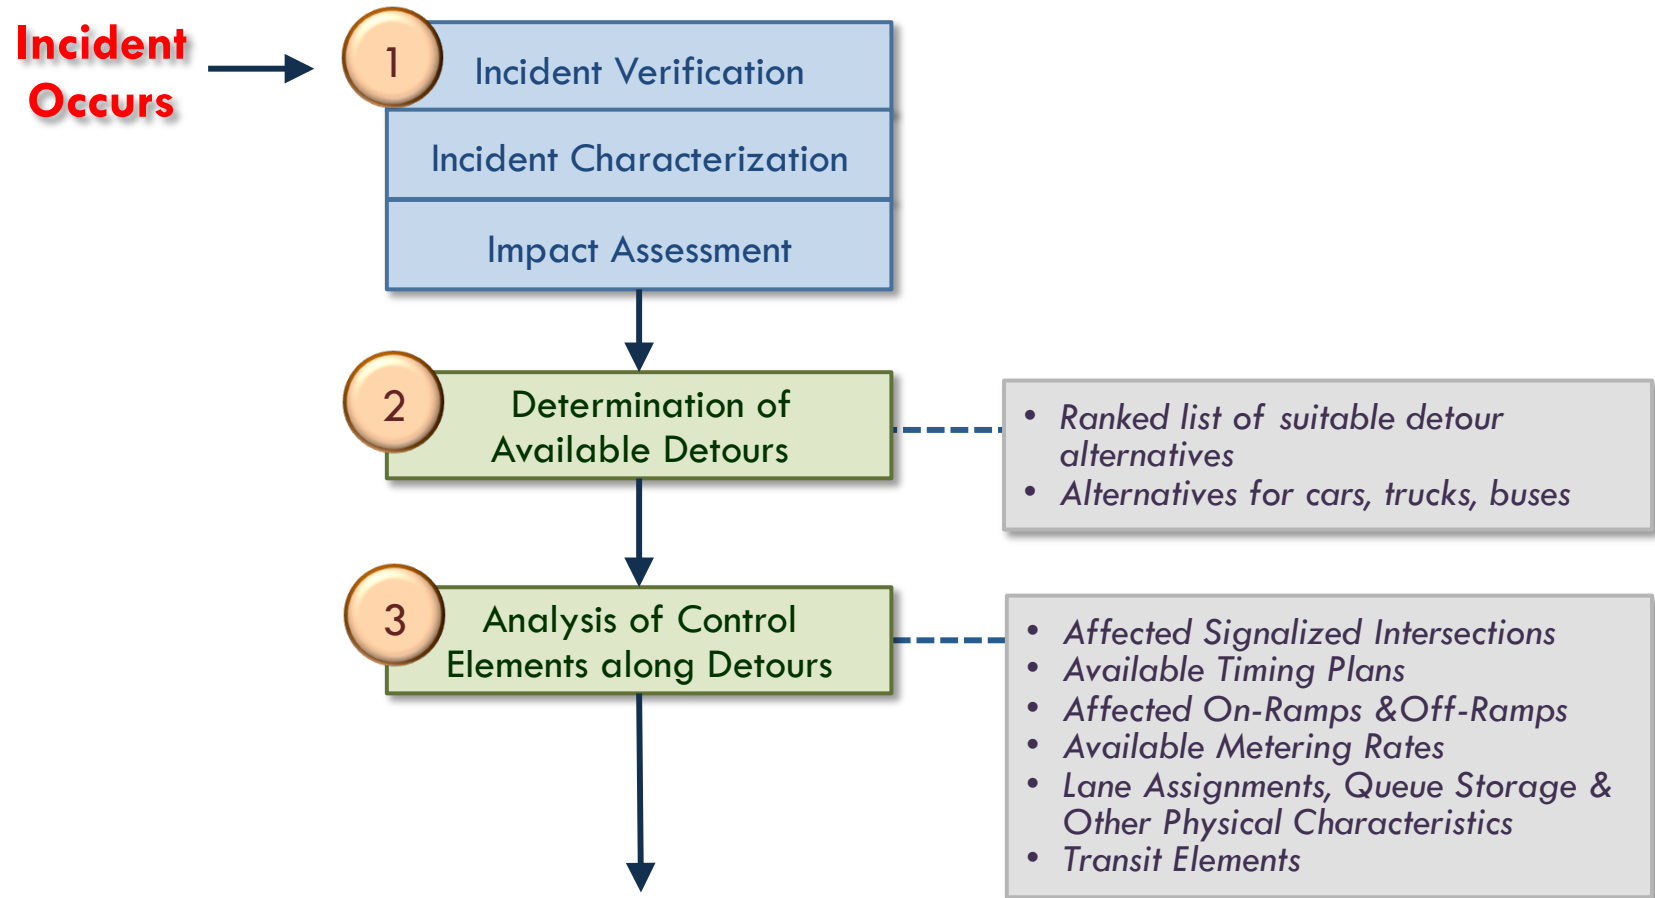 Incident
Occurs
1
Incident Verification
Incident Characterization
Impact Assessment
2
Determination of
Available Detours
• Ranked list of suitable detour
alternatives
• Alternatives for cars, trucks, buses
3
Analysis of Control
Elements along Detours
• Affected Signalized Intersections
• Available Timing Plans
• Affected On-Ramps &Off-Ramps
• Available Metering Rates
• Lane Assignments, Queue Storage &
Other Physical Characteristics
• Transit Elements